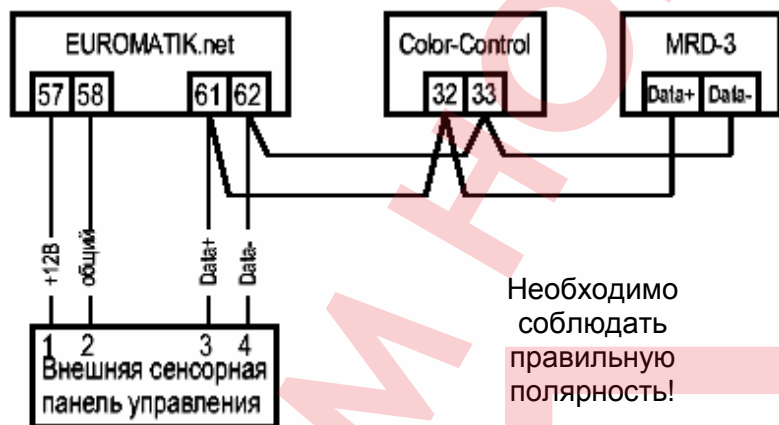 EUROMATIK.net
Color-Control
MRD-3
57 58 61 62
32 33
Data+ Data-
+12В
общий
Data+
Data-
1 2 3 4
Внешняя сенсорная
панель управления
Необходимо
соблюдать
правильную
полярность!